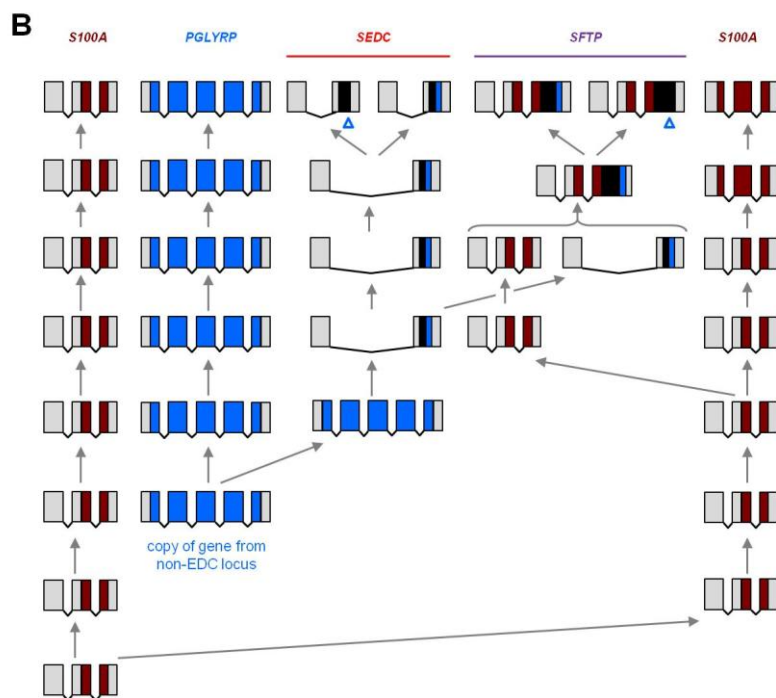 B
S100A
PGLYRP
SEDC
SFTP
S100A
copy of gene from
non-EDC locus